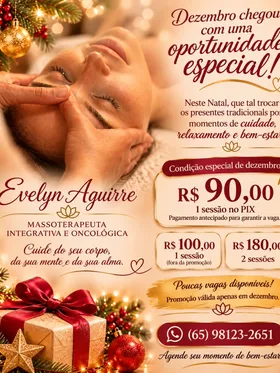 Dezembro chegou
com uma
oportunidade
especial!
Neste Natal, que tal trocar
os presentes tradicionais por
momentos de cuidado,
relaxamento e bem-estar
Condição especial de dezembro
R$ 90,00
1 sessão no PIX
Pagamento antecipado para garantir a vaga.
Evelyn Aguirre
MASSOTERAPEUTA
INTEGRATIVA E ONCOLÓGICA
Cuide do seu corpo,
da sua mente e da sua alma.
R$ 100,00
1 sessão
(fora da promoção)
R$ 180,00
2 sessões
Poucas vagas disponíveis!
Promoção válida apenas em dezembro.
(65) 98123-2651
Agende seu momento de bem-estar